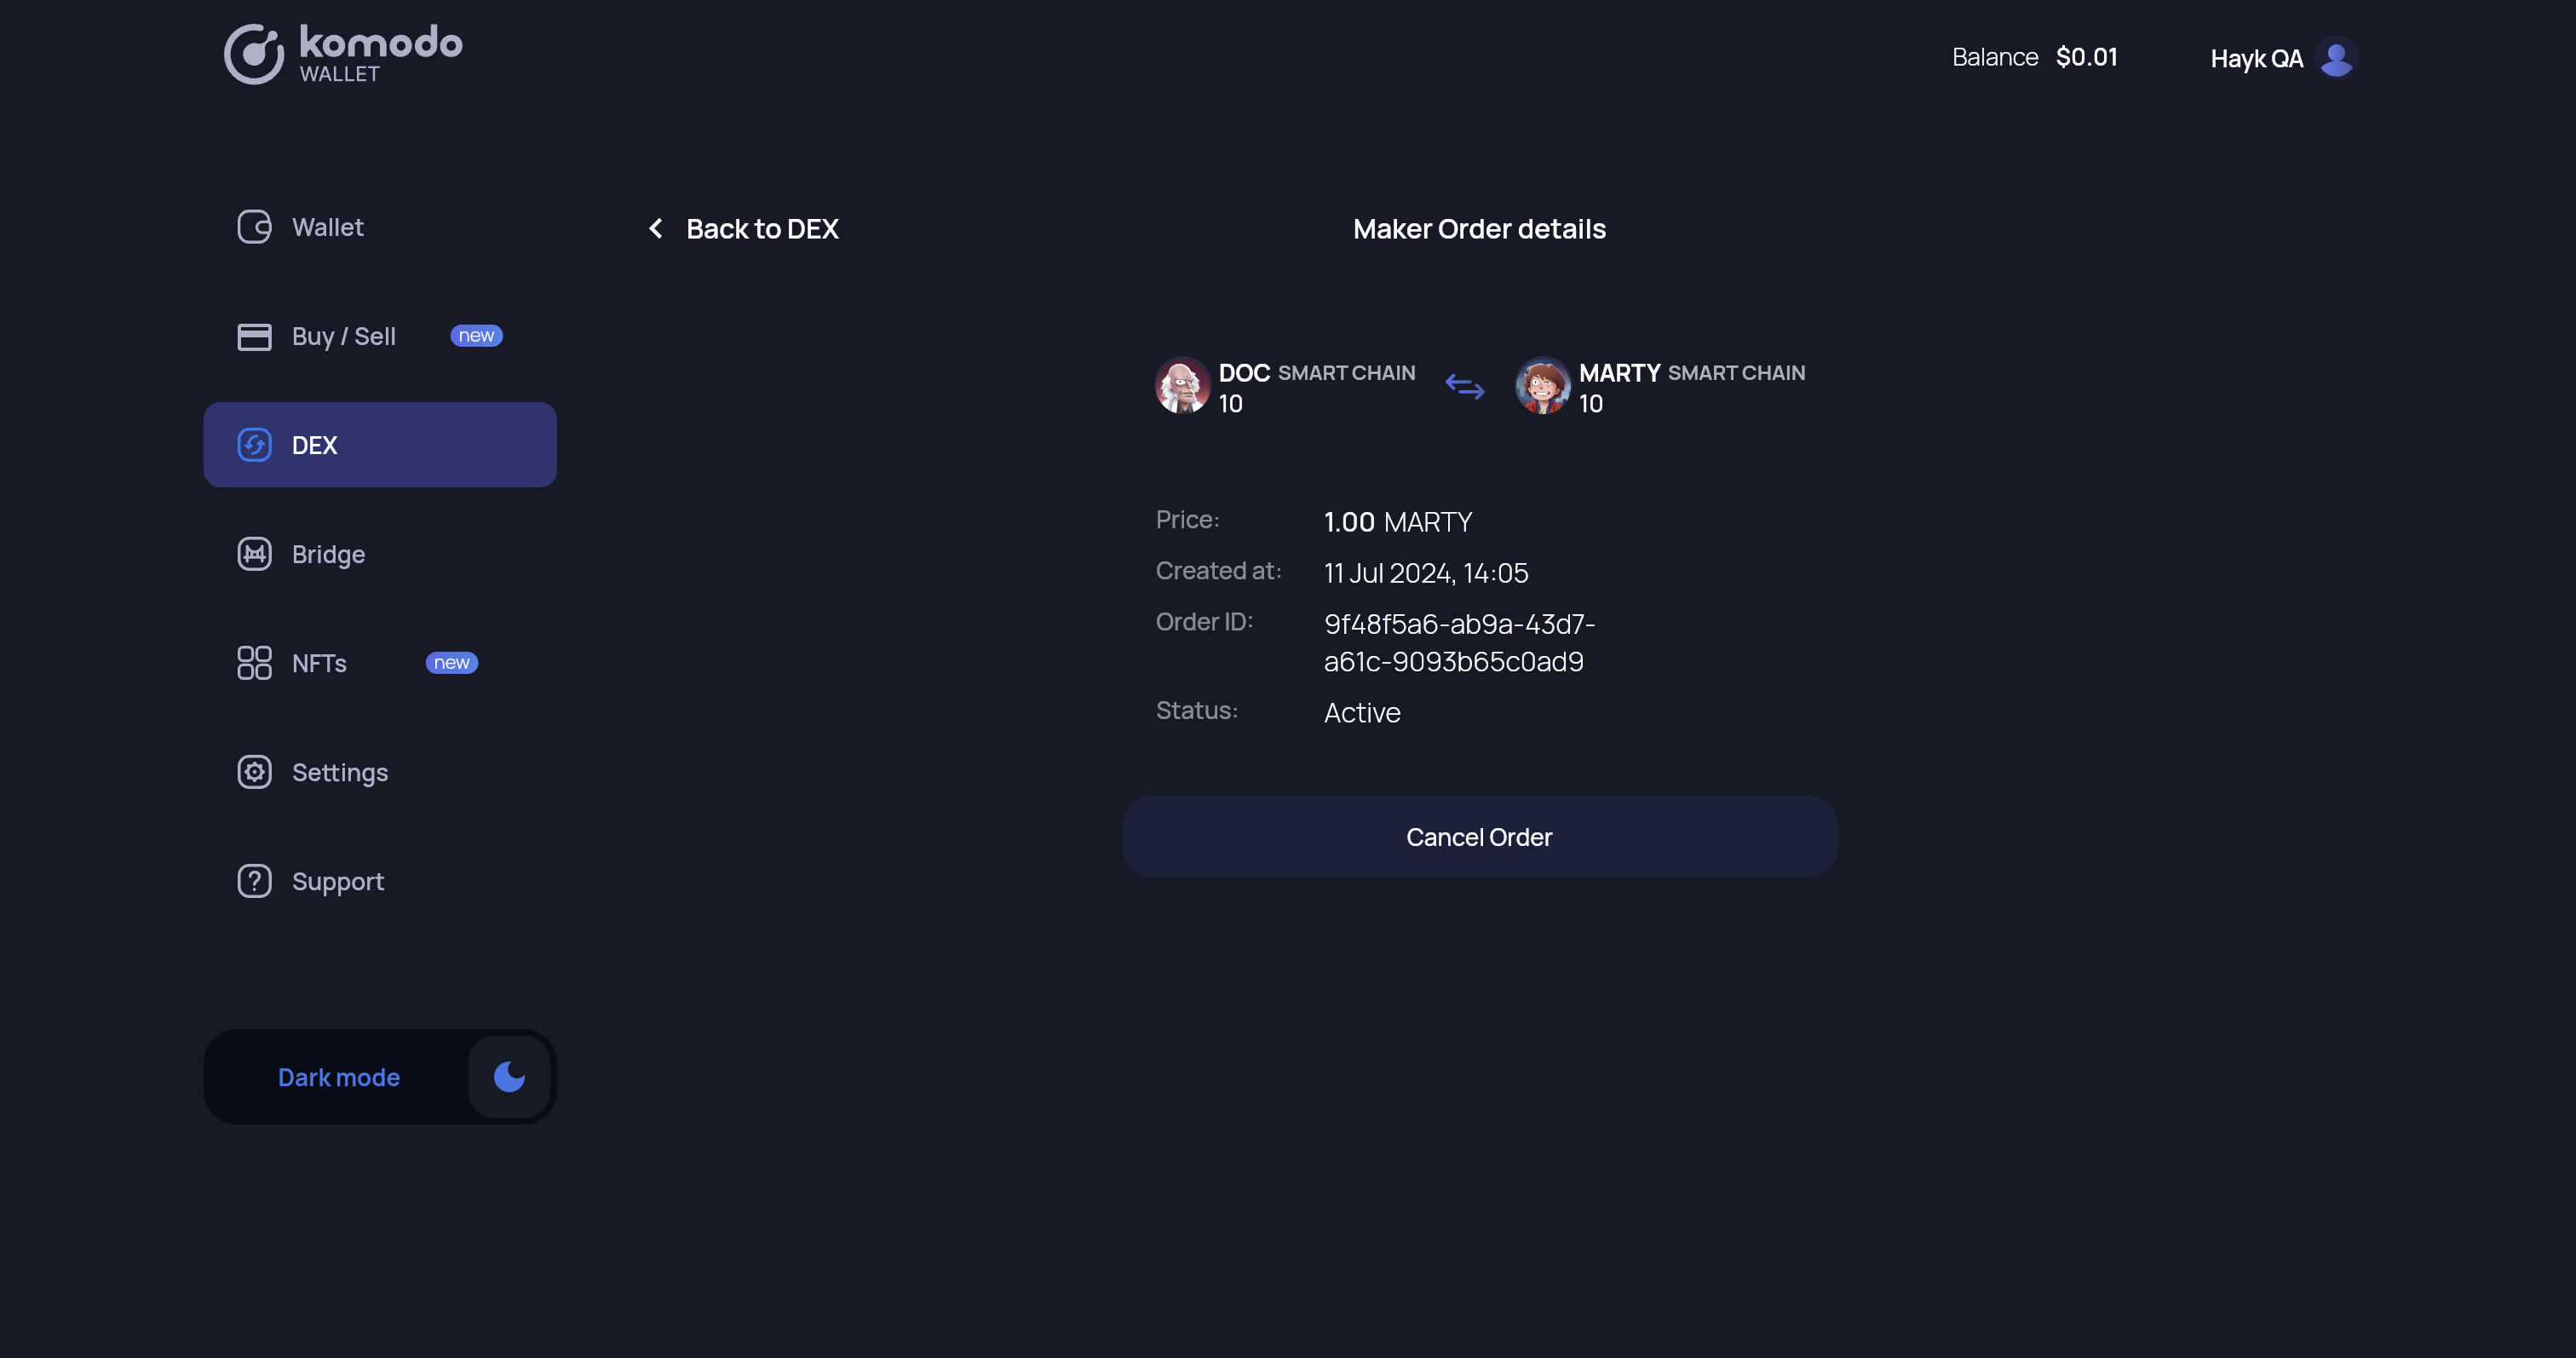 komodo
WALLET
Balance $0.01
Hayk QA
Wallet
Buy / Sell new
DEX
Bridge
NFTs new
Settings
Support
Dark mode
Back to DEX
Maker Order details
DOC SMART CHAIN
10
MARTY SMART CHAIN
10
Price: 1.00 MARTY
Created at: 11 Jul 2024, 14:05
Order ID: 9f48f5a6-ab9a-43d7-
a61c-9093b65c0ad9
Status: Active
Cancel Order